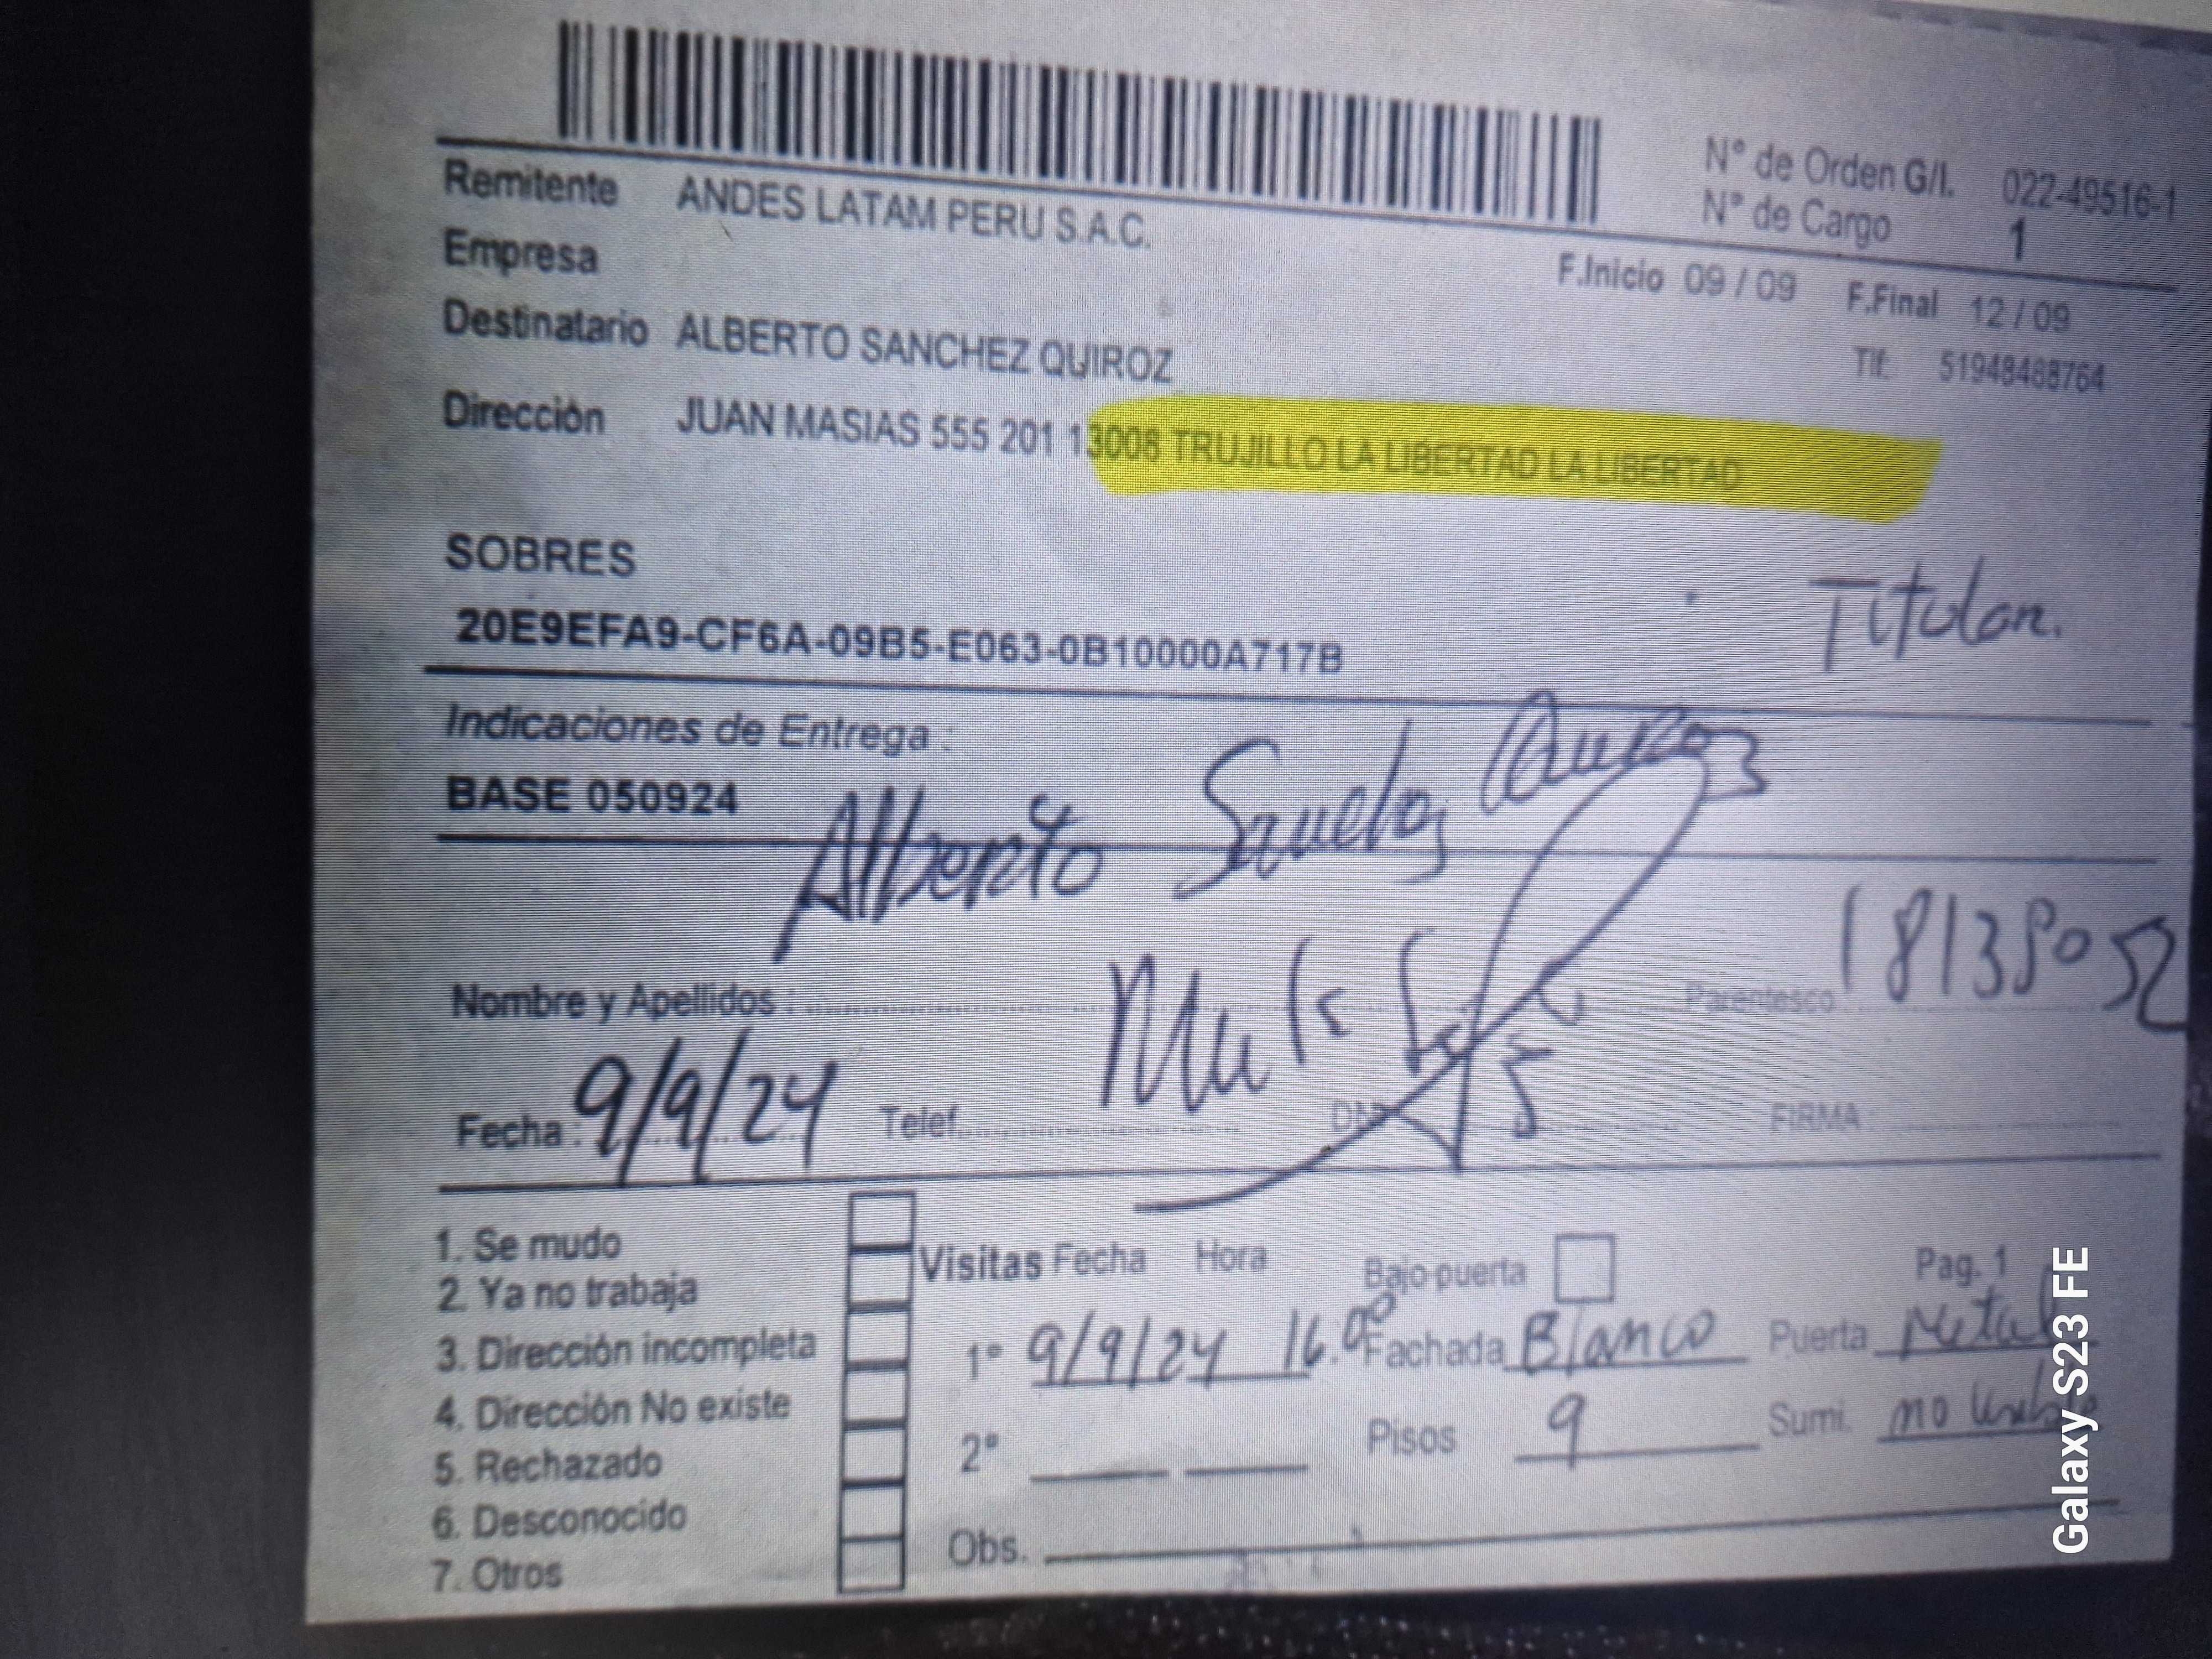 N° de Orden G/I. 022-49516-1
N° de Cargo 1
Remitente ANDES LATAM PERU S.A.C.
F.Inicio 09 / 09 F.Final 12 / 09
Empresa
Destinatario ALBERTO SANCHEZ QUIROZ
Tlf: 51948488764
Dirección JUAN MASIAS 555 201 13008 TRUJILLO LA LIBERTAD LA LIBERTAD
SOBRES
Titular.
20E9EFA9-CF6A-09B5-E063-0B10000A717B
Indicaciones de Entrega :
BASE 050924
Alberto Sanchez Quiroz
18138052
Nombre y Apellidos : Parentesco
Fecha : 9/9/24 Telef. DNI FIRMA :
1. Se mudo
2. Ya no trabaja
3. Dirección incompleta
4. Dirección No existe
5. Rechazado
6. Desconocido
7. Otros
Visitas Fecha Hora Bajo puerta Pag. 1
1° 9/9/24 16.00 Fachada Blanco Puerta Metal
2° Pisos 9 Sumi. no
Obs.
Galaxy S23 FE